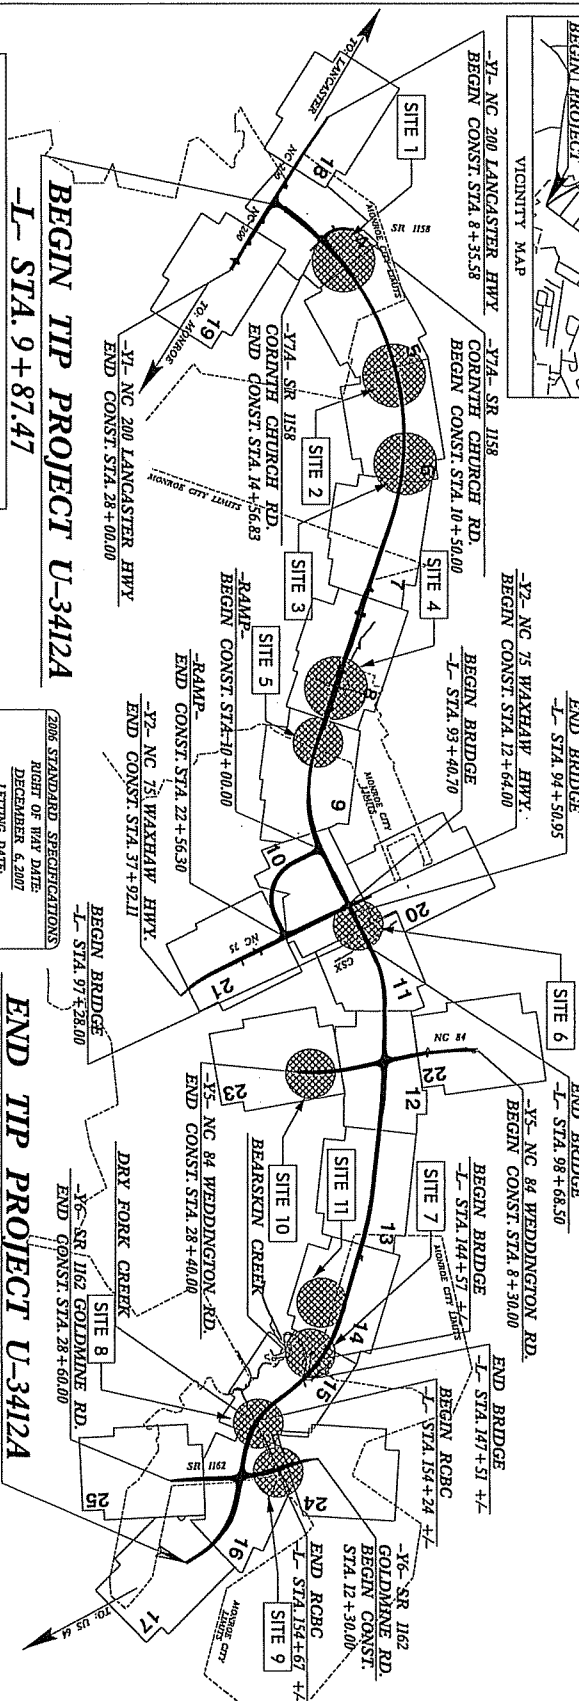 BEGIN PROJECT
VICINITY MAP
-Y1- NC 200 LANCASTER HWY
BEGIN CONST. STA. 8+35.58
TO: LANCASTER
SITE 1
NC 200
NC 200
18
19
TO: MONROE
SR 1158
MONROE CITY LIMITS
4
5
6
-Y7A- SR 1158
CORINTH CHURCH RD.
BEGIN CONST. STA. 10+50.00
-Y7A- SR 1158
CORINTH CHURCH RD.
END CONST. STA. 14+56.83
SITE 2
SITE 3
MONROE CITY LIMITS
-Y1- NC 200 LANCASTER HWY
END CONST. STA. 28+00.00
BEGIN TIP PROJECT U-3412A
-L- STA. 9+87.47
7
SITE 4
8
SITE 5
9
END BRIDGE
-L- STA. 94+50.95
-Y2- NC 75 WAXHAW HWY.
BEGIN CONST. STA. 12+64.00
BEGIN BRIDGE
-L- STA. 93+40.70
-RAMP-
BEGIN CONST. STA. 10+00.00
-RAMP-
END CONST. STA. 22+56.30
-Y2- NC 75 WAXHAW HWY.
END CONST. STA. 37+92.11
MONROE CITY
LIMITS
10
20
11
NC 75
21
CSX
SITE 6
BEGIN BRIDGE
-L- STA. 97+28.00
2006 STANDARD SPECIFICATIONS
RIGHT OF WAY DATE:
DECEMBER 6, 2007
LETTING DATE:
END BRIDGE
-L- STA. 98+68.50
-Y5- NC 84 WEDDINGTON RD.
BEGIN CONST. STA. 8+30.00
NC 84
22
12
23
SITE 10
-Y5- NC 84 WEDDINGTON RD.
END CONST. STA. 28+40.00
BEGIN BRIDGE
-L- STA. 144+57 +/-
SITE 7
13
MONROE CITY LIMITS
SITE 11
14
15
BEARSKIN CREEK
DRY FORK CREEK
END BRIDGE
-L- STA. 147+51 +/-
BEGIN RCBC
-L- STA. 154+24 +/-
-Y6- SR 1162
GOLDMINE RD.
BEGIN CONST.
STA. 12+30.00
SITE 8
-Y6- SR 1162 GOLDMINE RD.
END CONST. STA. 28+60.00
SR 1162
25
24
16
17
END RCBC
-L- STA. 154+67 +/-
SITE 9
MONROE
LIMITS CITY
TO: US 601
END TIP PROJECT U-3412A